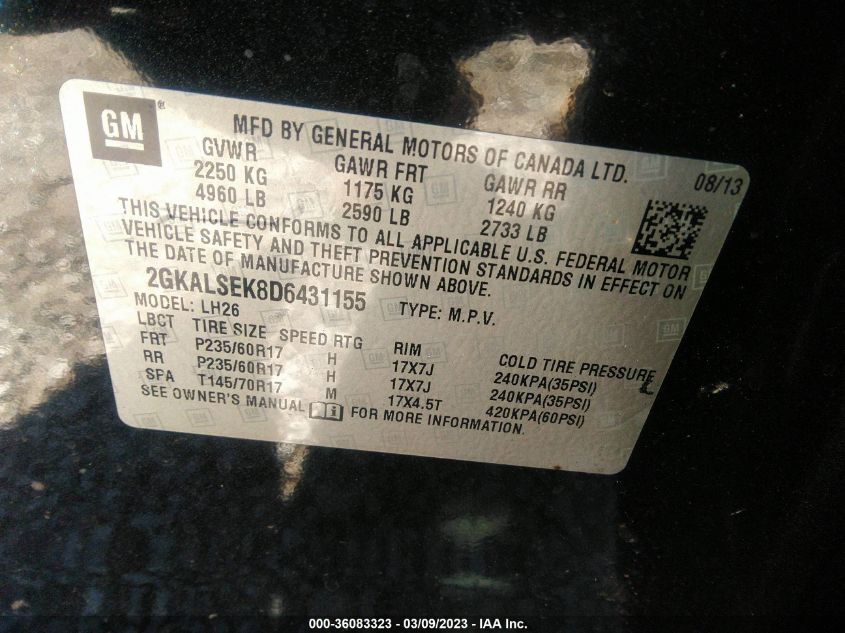 GM ®
MFD BY GENERAL MOTORS OF CANADA LTD. 08/13
GVWR GAWR FRT GAWR RR
2250 KG 1175 KG 1240 KG
4960 LB 2590 LB 2733 LB
THIS VEHICLE CONFORMS TO ALL APPLICABLE U.S. FEDERAL MOTOR
VEHICLE SAFETY AND THEFT PREVENTION STANDARDS IN EFFECT ON
THE DATE OF MANUFACTURE SHOWN ABOVE.
2GKALSEK8D6431155 TYPE: M.P.V.
MODEL: LH26
LBCT TIRE SIZE SPEED RTG RIM COLD TIRE PRESSURE
FRT P235/60R17 H 17X7J 240KPA(35PSI)
RR P235/60R17 H 17X7J 240KPA(35PSI)
SPA T145/70R17 M 17X4.5T 420KPA(60PSI)
SEE OWNER'S MANUAL FOR MORE INFORMATION.
000-36083323 - 03/09/2023 - IAA Inc.